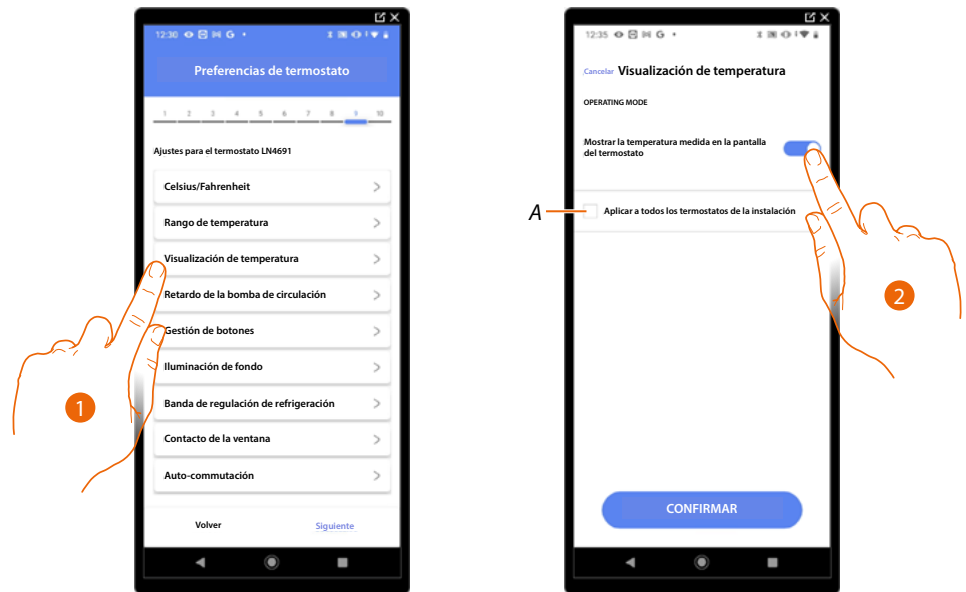 12:30
Preferencias de termostato
1 2 3 4 5 6 7 8 9 10
Ajustes para el termostato LN4691
Celsius/Fahrenheit
Rango de temperatura
Visualización de temperatura
Retardo de la bomba de circulación
Gestión de botones
Iluminación de fondo
Banda de regulación de refrigeración
Contacto de la ventana
Auto-commutación
Volver
Siguiente
1
12:35
Cancelar Visualización de temperatura
OPERATING MODE
Mostrar la temperatura medida en la pantalla
del termostato
A
Aplicar a todos los termostatos de la instalación
2
CONFIRMAR